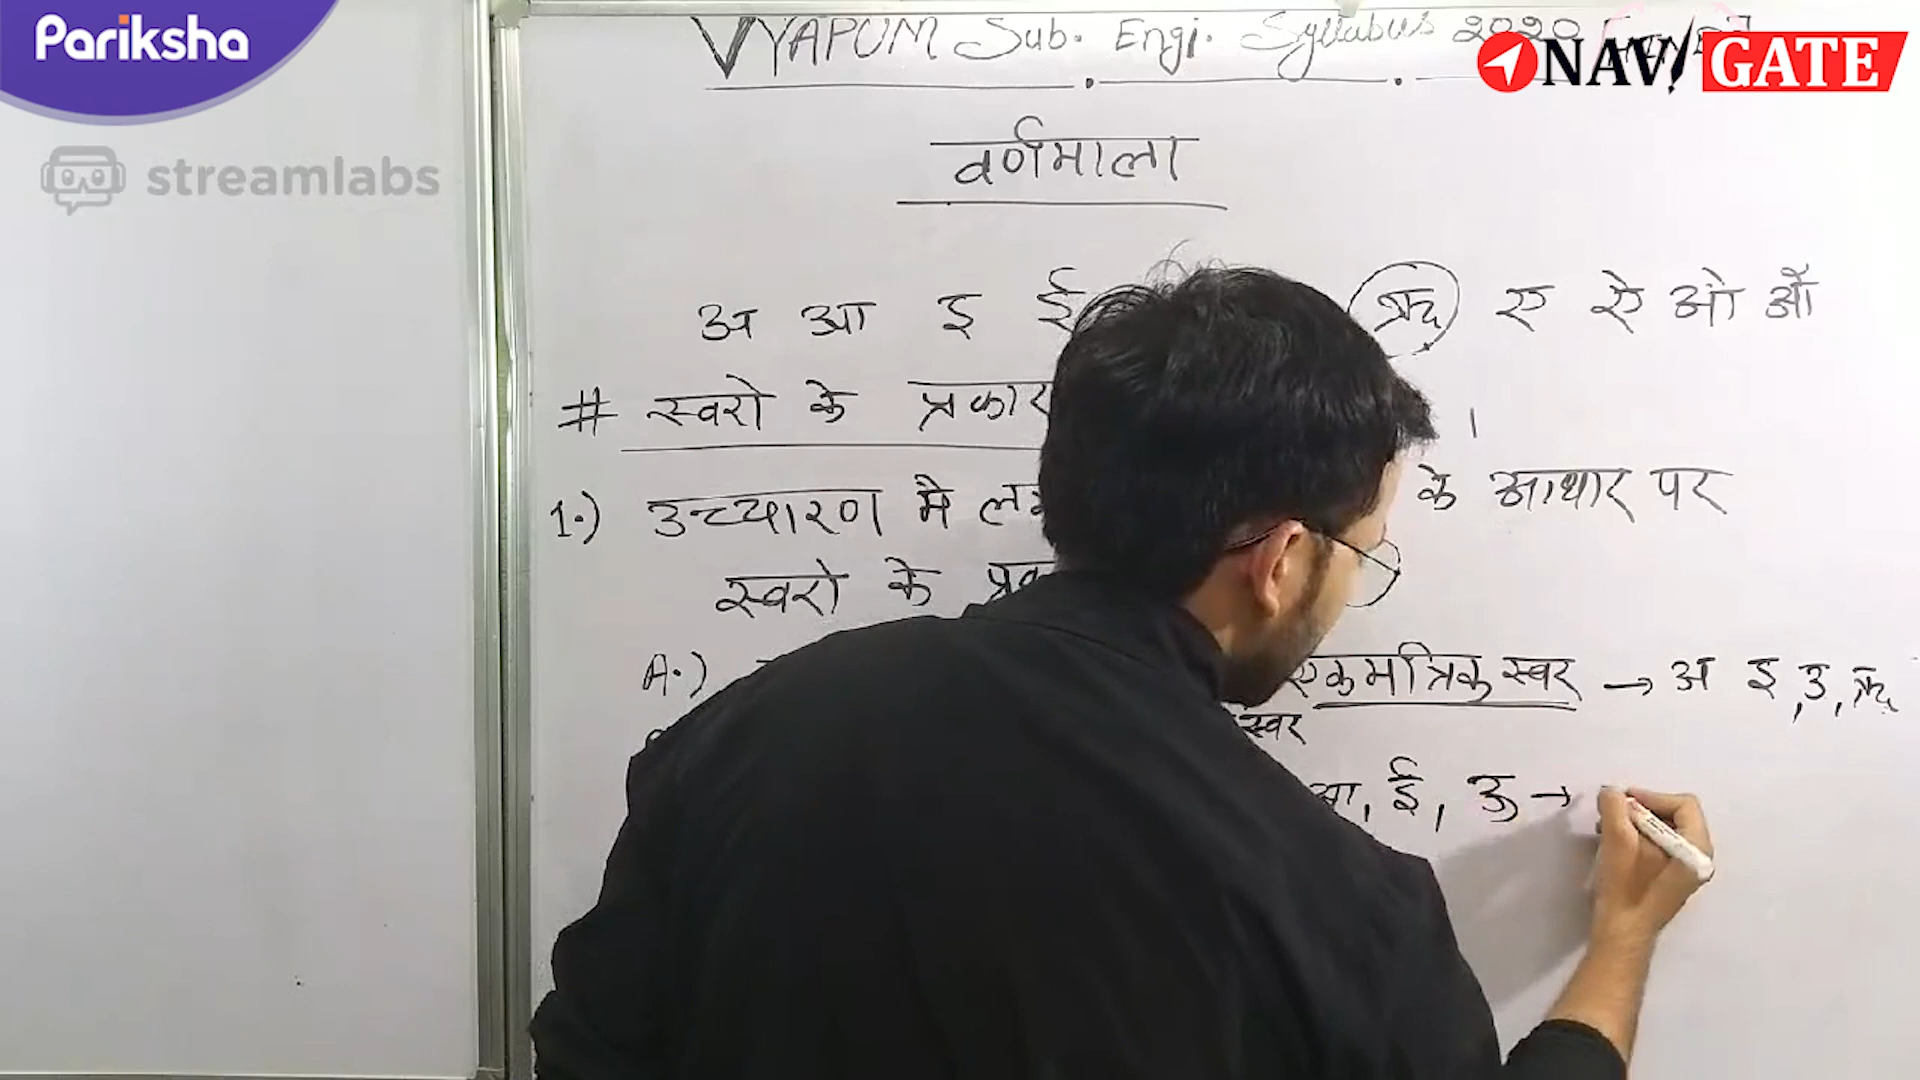 Pariksha
streamlabs
NAVIGATE
VYAPUM Sub. Engi. Syllabus 2020
वर्णमाला
अ आ इ ई ऋ ए ऐ ओ औ
# स्वरो के प्रकार
1.) उच्चारण मै के आधार पर
स्वरो के
A.) एकमात्रिक स्वर → अ इ, उ, ऋ
स्वर
आ, ई, ऊ →